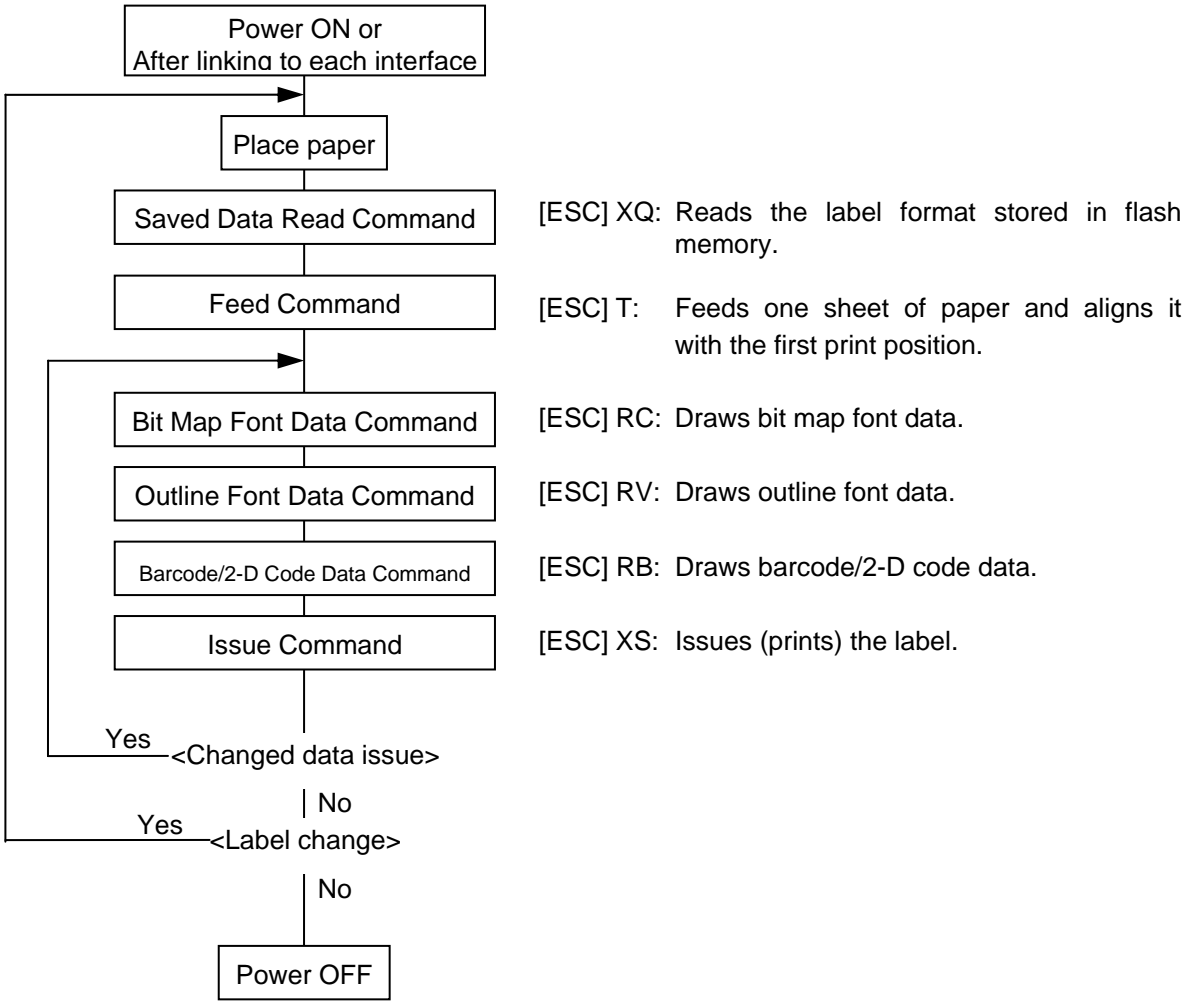 Power ON or
After linking to each interface
Place paper
Saved Data Read Command
[ESC] XQ: Reads the label format stored in flash
memory.
Feed Command
[ESC] T: Feeds one sheet of paper and aligns it
with the first print position.
Bit Map Font Data Command
[ESC] RC: Draws bit map font data.
Outline Font Data Command
[ESC] RV: Draws outline font data.
Barcode/2-D Code Data Command
[ESC] RB: Draws barcode/2-D code data.
Issue Command
[ESC] XS: Issues (prints) the label.
Yes
<Changed data issue>
No
Yes
<Label change>
No
Power OFF